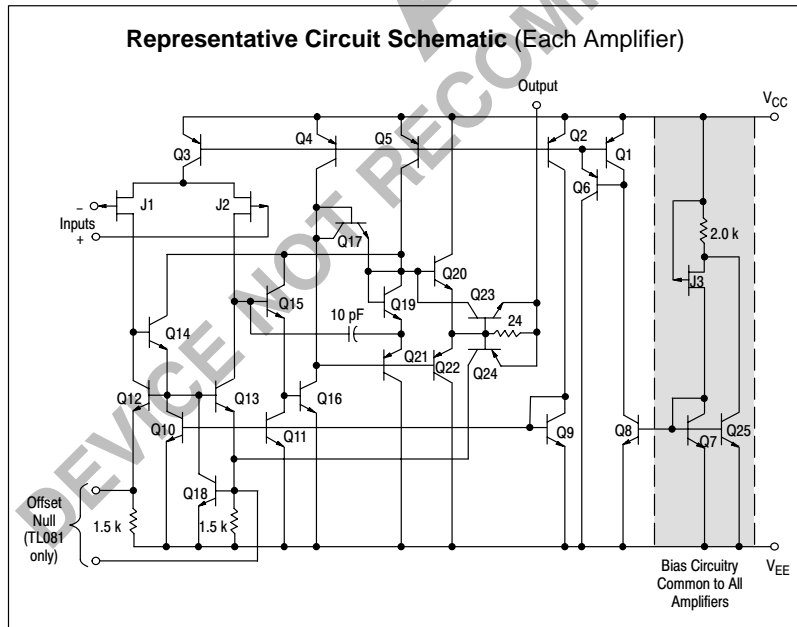 Representative Circuit Schematic (Each Amplifier)
DEVICE NOT RECOM
Output
VCC
Q3
Q4
Q5
Q2
Q1
Q6
J1
J2
–
Inputs
+
Q17
2.0 k
J3
Q15
Q20
Q23
Q19
10 pF
24
Q14
Q21
Q22
Q24
Q12
Q13
Q16
Q10
Q11
Q9
Q8
Q7
Q25
Q18
Offset
Null
(TL081
only)
1.5 k
1.5 k
VEE
Bias Circuitry
Common to All
Amplifiers